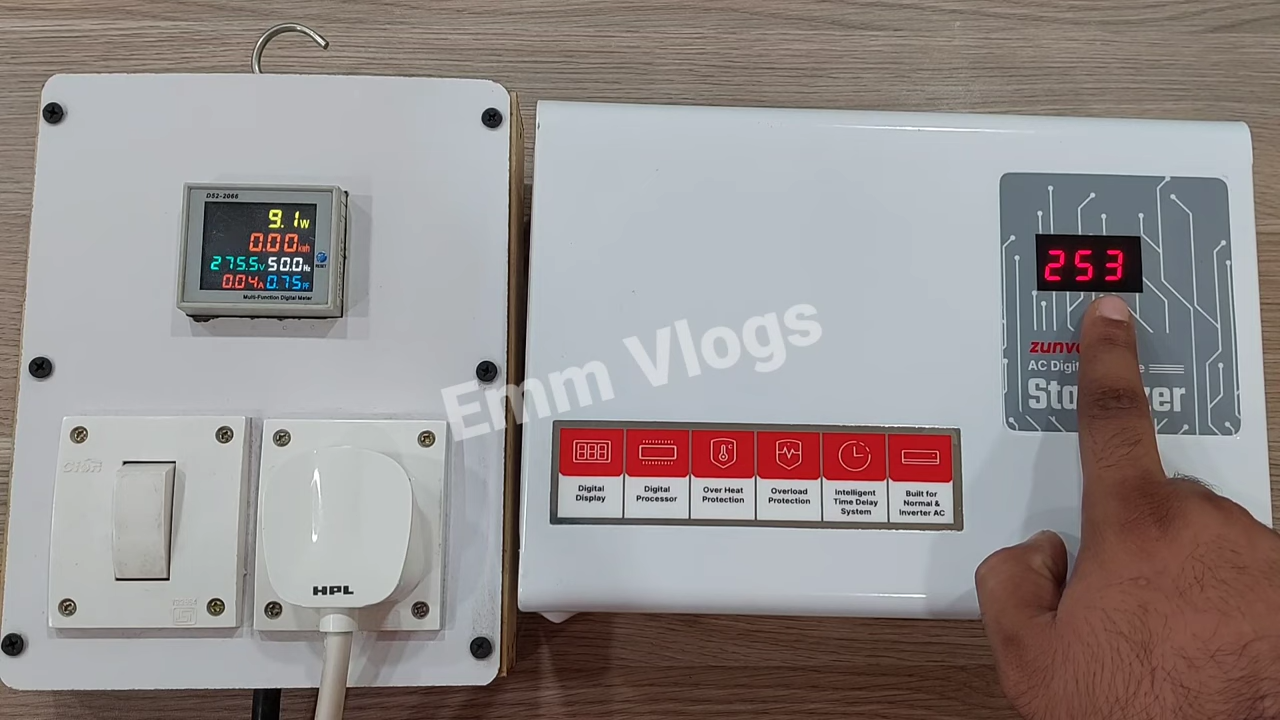 D52-2066
9.1W
0.00kWh
275.5V 50.0Hz
0.04A 0.75PF
RESET
Multi-Function Digital Meter
HPL
Emm Vlogs
253
AC Digit
Digital Display
Digital Processor
Over Heat Protection
Overload Protection
Intelligent Time Delay System
Built for Normal & Inverter AC